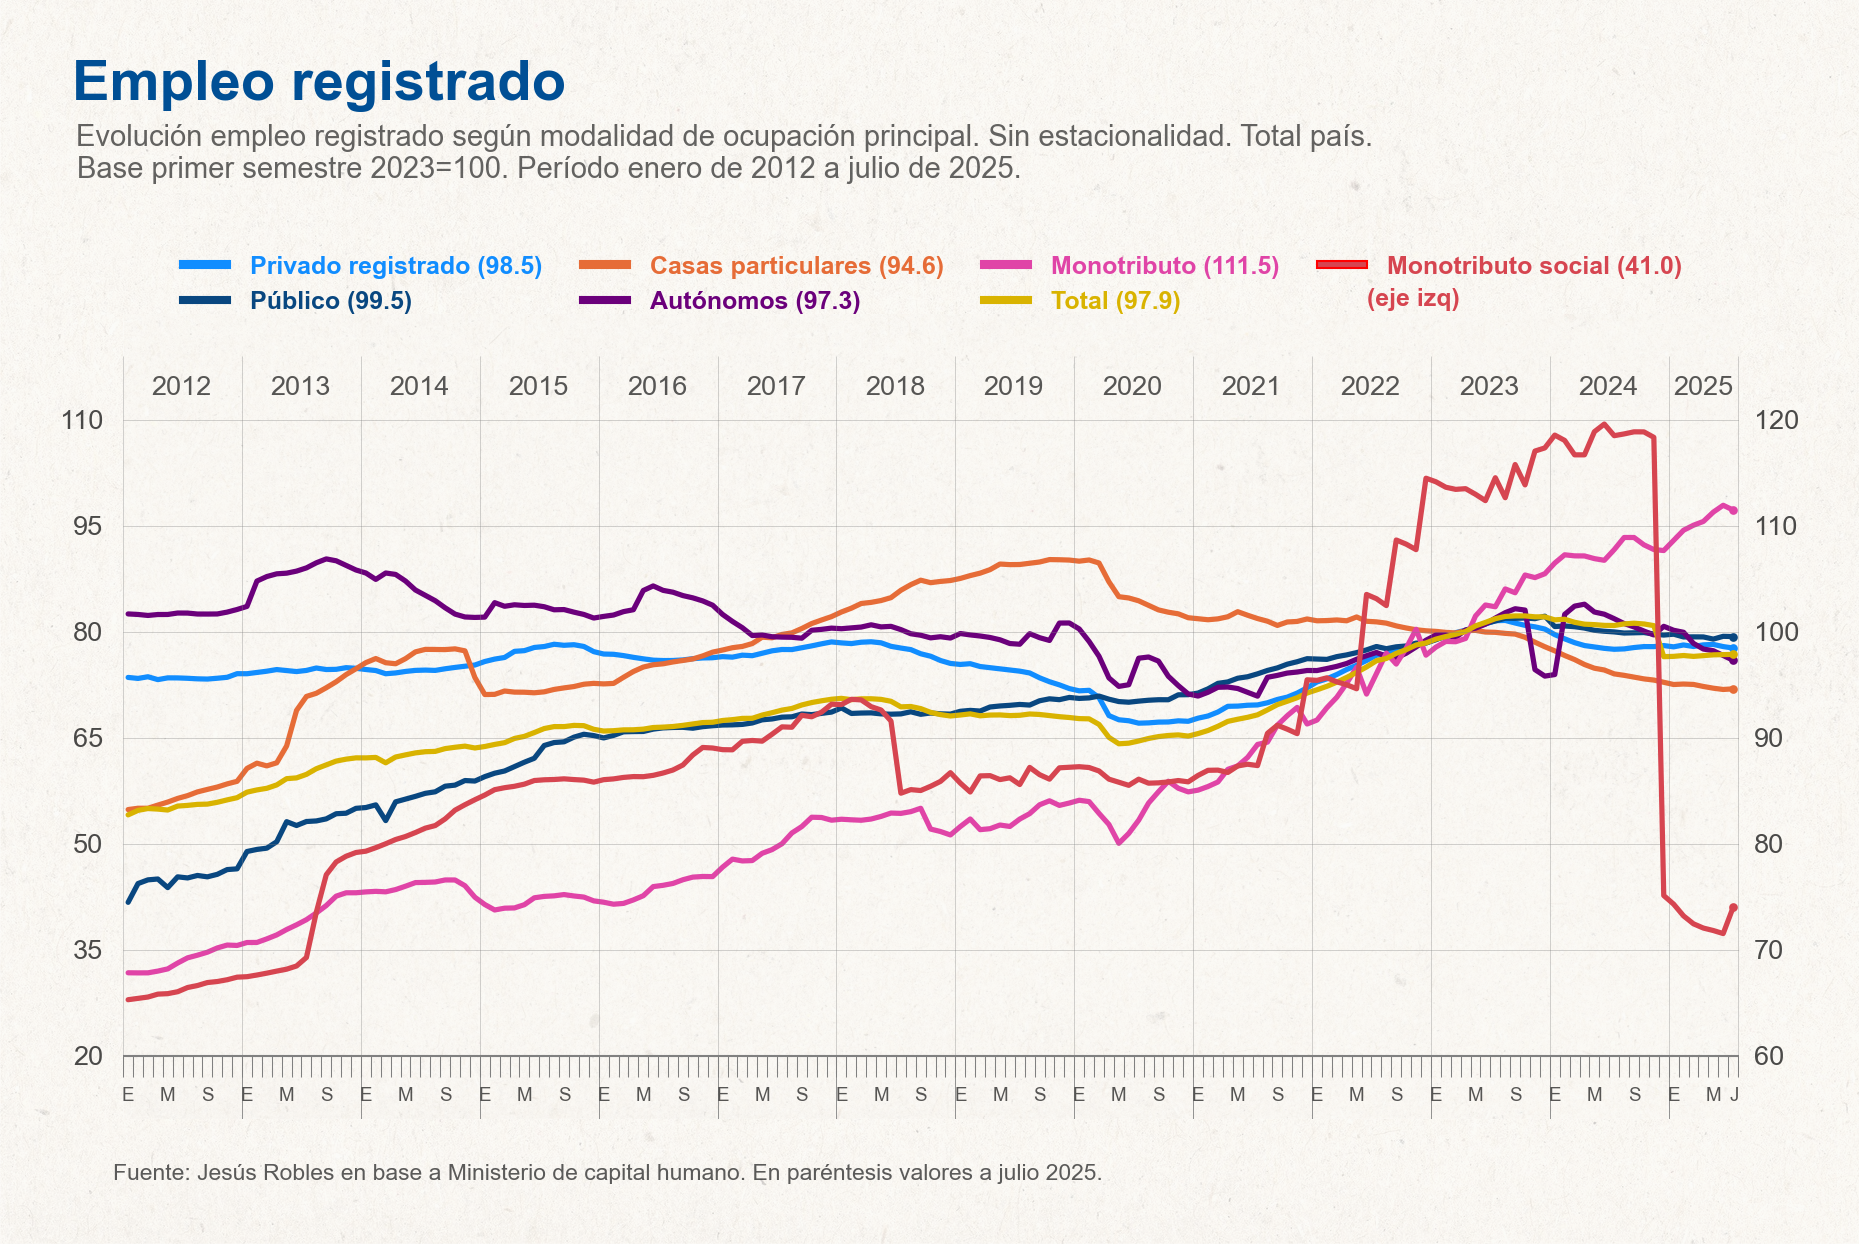 Empleo registrado
Evolución empleo registrado según modalidad de ocupación principal. Sin estacionalidad. Total país.
Base primer semestre 2023=100. Período enero de 2012 a julio de 2025.
Privado registrado (98.5) Casas particulares (94.6) Monotributo (111.5) Monotributo social (41.0)
Público (99.5) Autónomos (97.3) Total (97.9) (eje izq)
2012 2013 2014 2015 2016 2017 2018 2019 2020 2021 2022 2023 2024 2025
110 120
95 110
80 100
65 90
50 80
35 70
20 60
E M S E M S E M S E M S E M S E M S E M S E M S E M S E M S E M S E M S E M S E M J
Fuente: Jesús Robles en base a Ministerio de capital humano. En paréntesis valores a julio 2025.